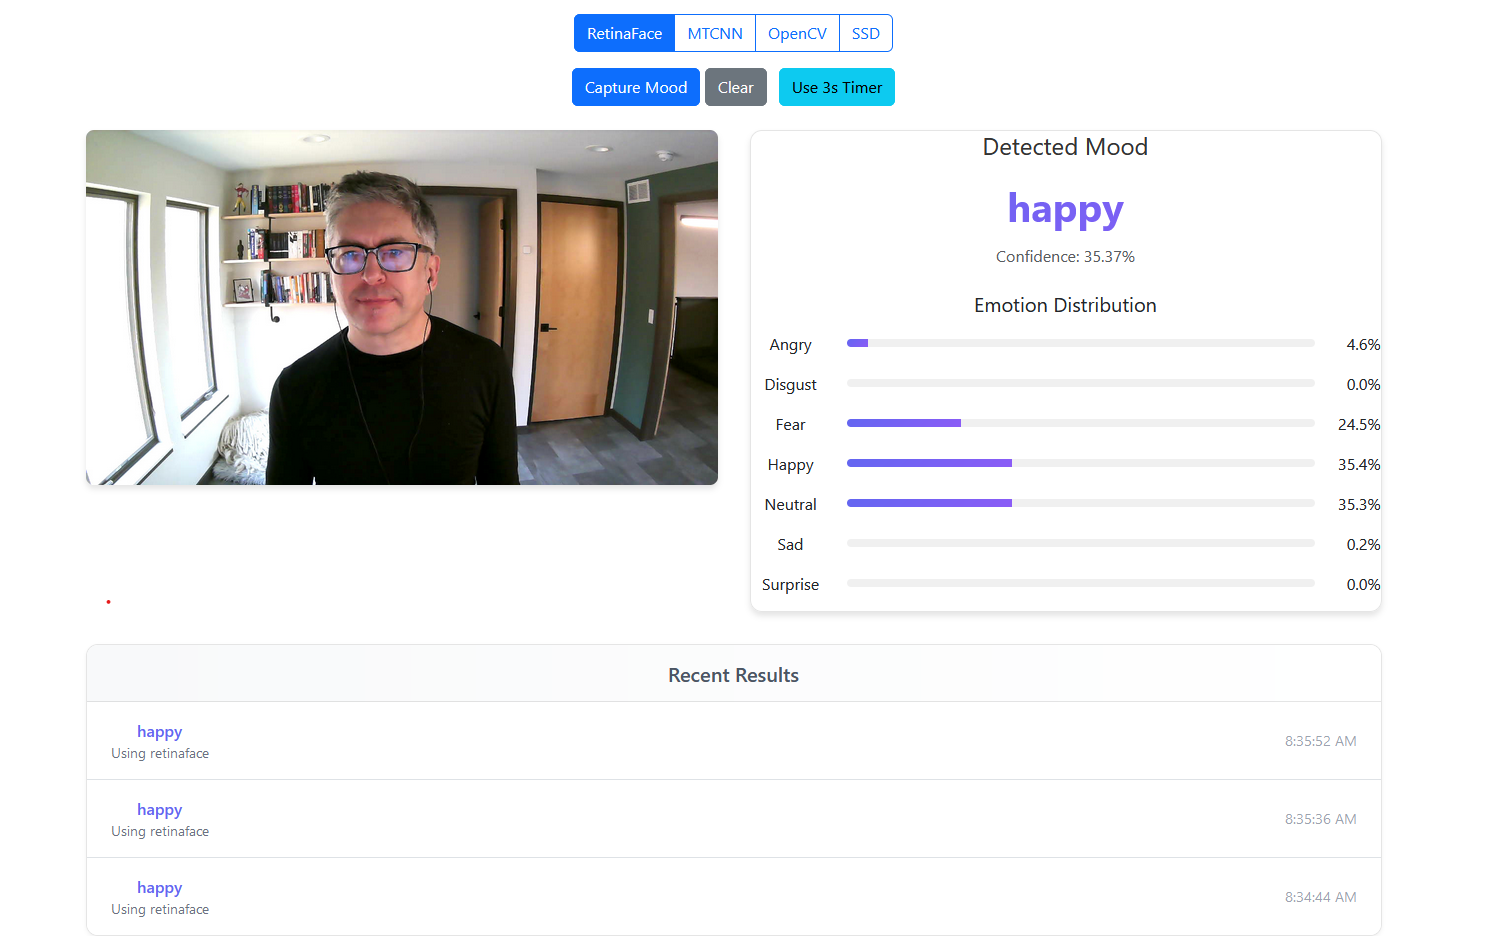 RetinaFace MTCNN OpenCV SSD
Capture Mood Clear Use 3s Timer
Detected Mood
happy
Confidence: 35.37%
Emotion Distribution
Angry 4.6%
Disgust 0.0%
Fear 24.5%
Happy 35.4%
Neutral 35.3%
Sad 0.2%
Surprise 0.0%
Recent Results
happy
Using retinaface
8:35:52 AM
happy
Using retinaface
8:35:36 AM
happy
Using retinaface
8:34:44 AM